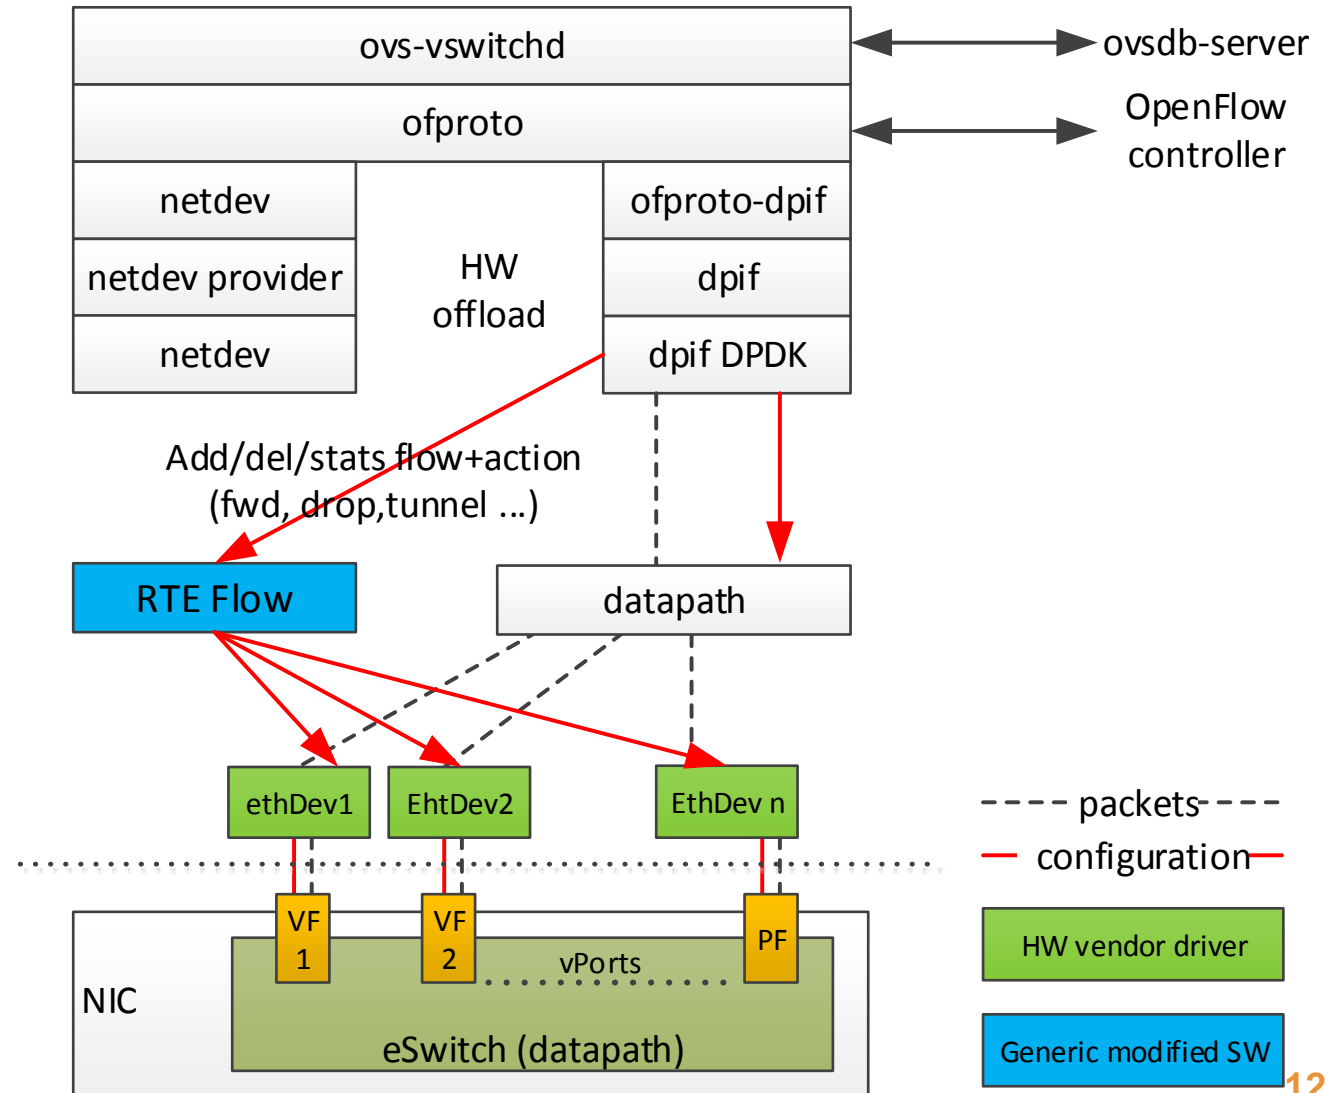 ovs-vswitchd
ovsdb-server
ofproto
OpenFlow
controller
netdev
ofproto-dpif
netdev provider
HW
offload
dpif
netdev
dpif DPDK
Add/del/stats flow+action
(fwd, drop,tunnel ...)
RTE Flow
datapath
ethDev1
EhtDev2
EthDev n
packets
configuration
VF
1
VF
2
PF
vPorts
HW vendor driver
NIC
eSwitch (datapath)
Generic modified SW
12